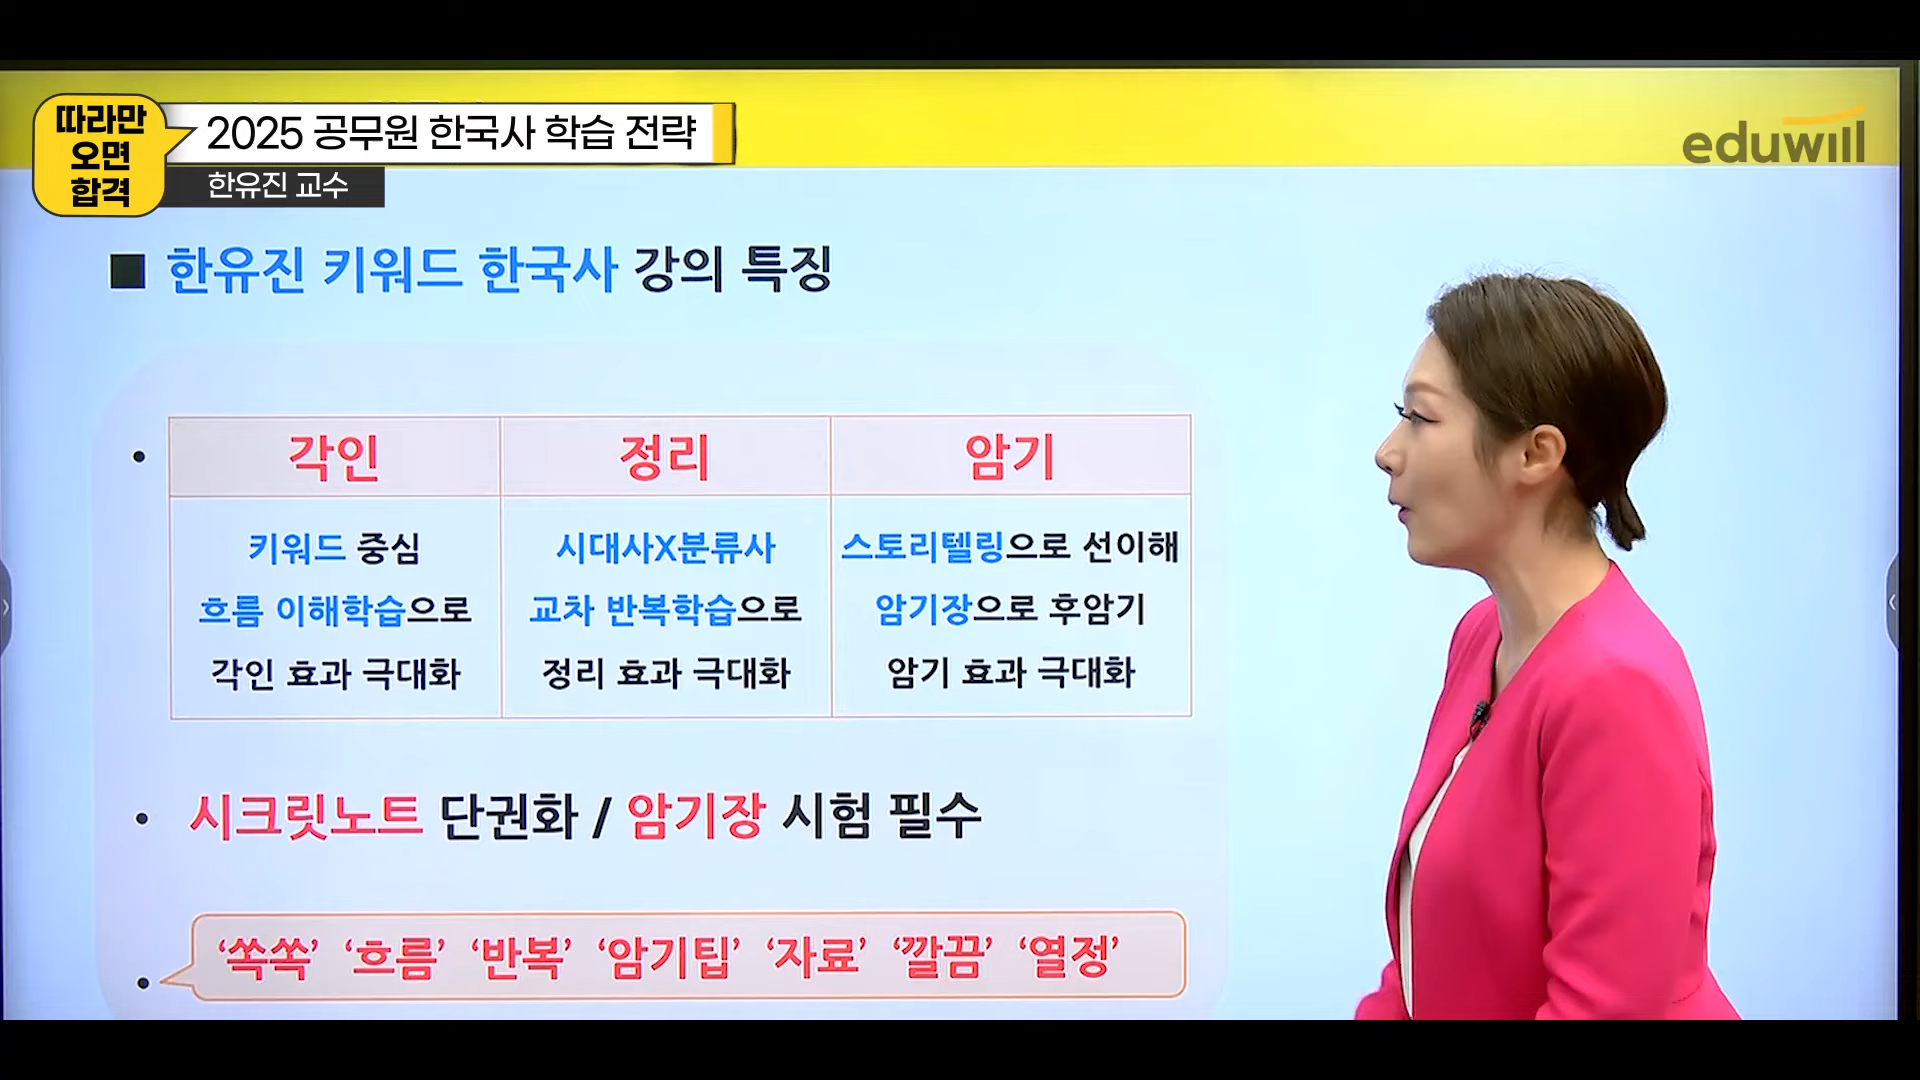 따라만
오면
합격
2025 공무원 한국사 학습 전략
한유진 교수
eduwill
■ 한유진 키워드 한국사 강의 특징
• 각인 정리 암기
키워드 중심
흐름 이해학습으로
각인 효과 극대화
시대사X분류사
교차 반복학습으로
정리 효과 극대화
스토리텔링으로 선이해
암기장으로 후암기
암기 효과 극대화
• 시크릿노트 단권화 / 암기장 시험 필수
• ‘쏙쏙’ ‘흐름’ ‘반복’ ‘암기팁’ ‘자료’ ‘깔끔’ ‘열정’